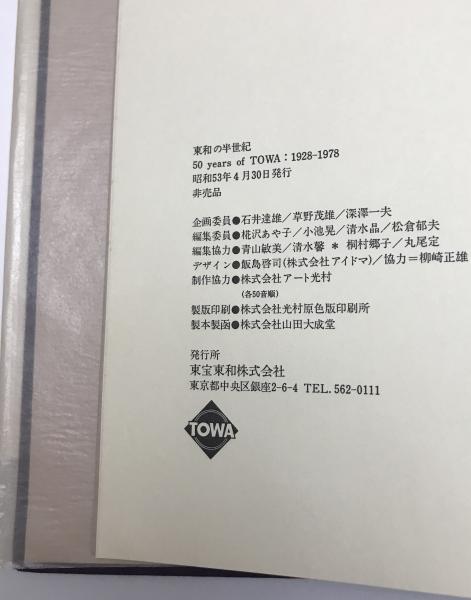 東和の半世紀
50 years of TOWA：1928-1978
昭和53年4月30日発行
非売品
企画委員●石井達雄／草野茂雄／深澤一夫
編集委員●椛沢あや子／小池晃／清水晶／松倉郁夫
編集協力●青山敏美／清水馨 ＊ 桐村郷子／丸尾定
デザイン●飯島啓司(株式会社アイドマ)／協力＝柳崎正雄
制作協力●株式会社アート光村
(各50音順)
製版印刷●株式会社光村原色版印刷所
製本製函●株式会社山田大成堂
発行所
東宝東和株式会社
東京都中央区銀座2-6-4 TEL. 562-0111
TOWA